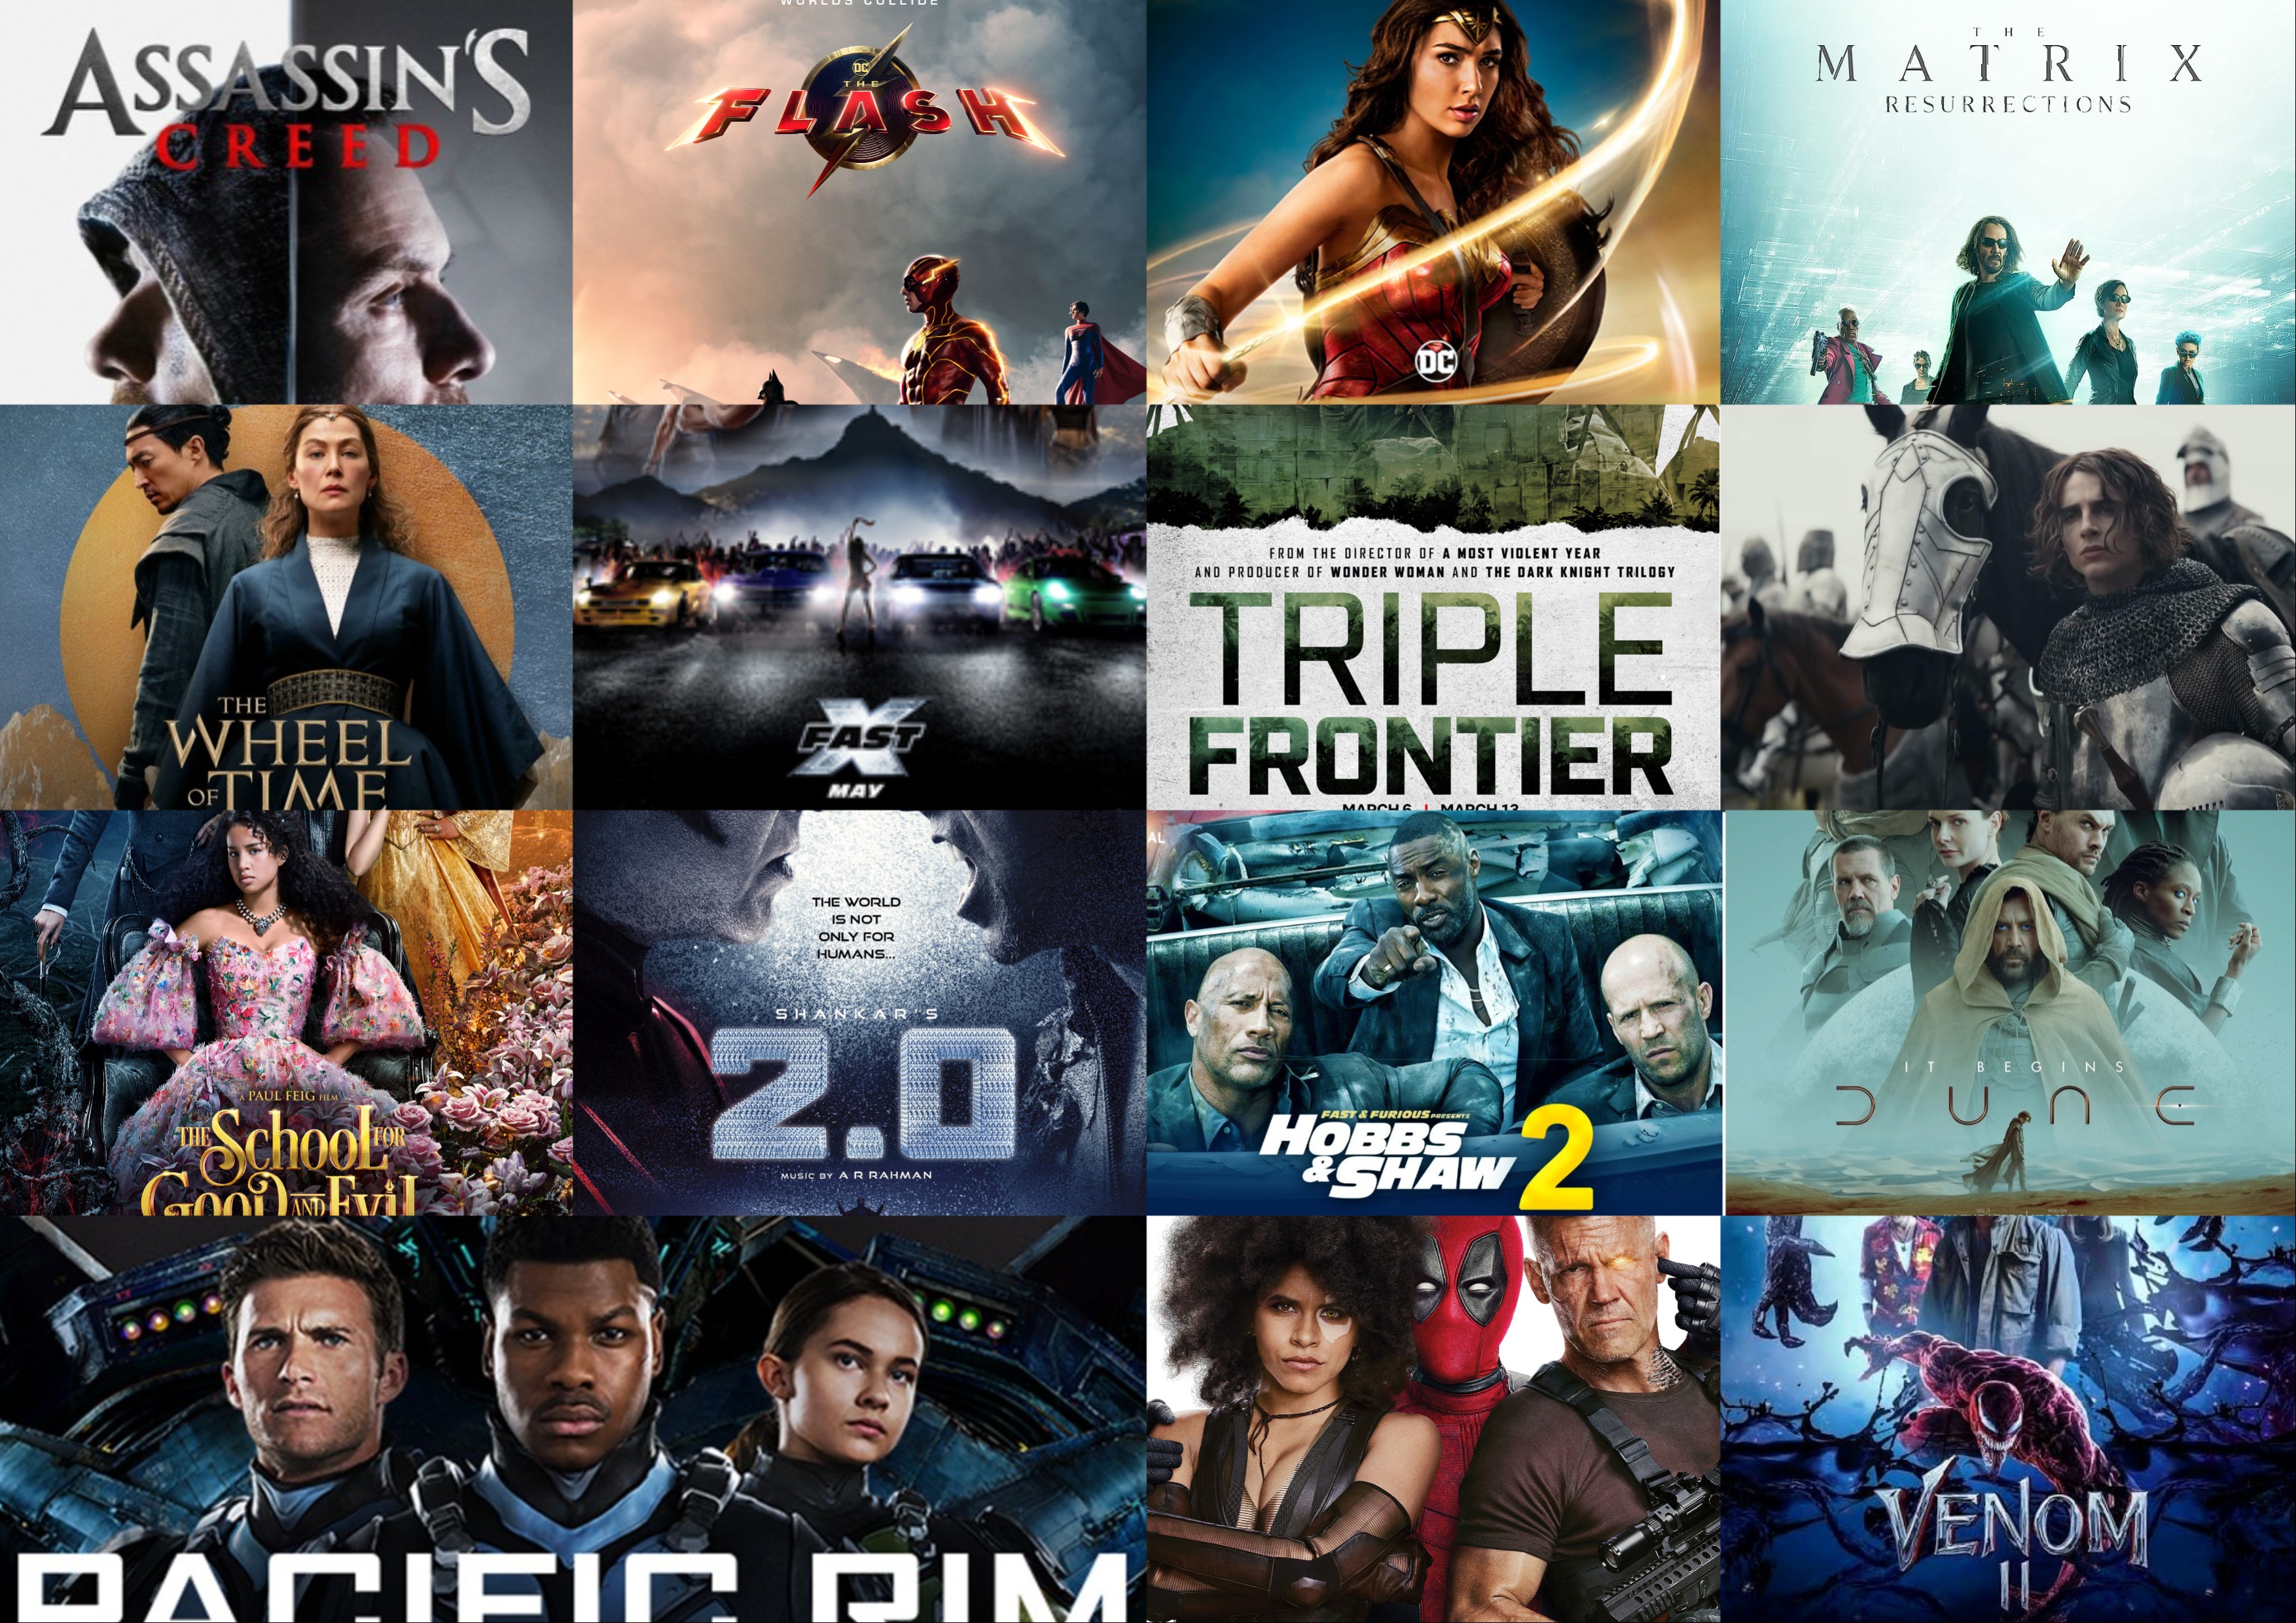 WORLDS COLLIDE
ASSASSIN'S
CREED
DC
THE
FLASH
DC
THE
MATRIX
RESURRECTIONS
THE
WHEEL
OF TIME
FAST
X
MAY
FROM THE DIRECTOR OF A MOST VIOLENT YEAR
AND PRODUCER OF WONDER WOMAN AND THE DARK KNIGHT TRILOGY
TRIPLE
FRONTIER
MARCH 6 | MARCH 13
A PAUL FEIG FILM
THE SCHOOL FOR
GOOD AND EVIL
THE WORLD
IS NOT
ONLY FOR
HUMANS...
SHANKAR'S
2.0
MUSIC BY A R RAHMAN
AL
FAST & FURIOUS PRESENTS
HOBBS
& SHAW 2
IT BEGINS
DUNE
PACIFIC RIM
VENOM
II